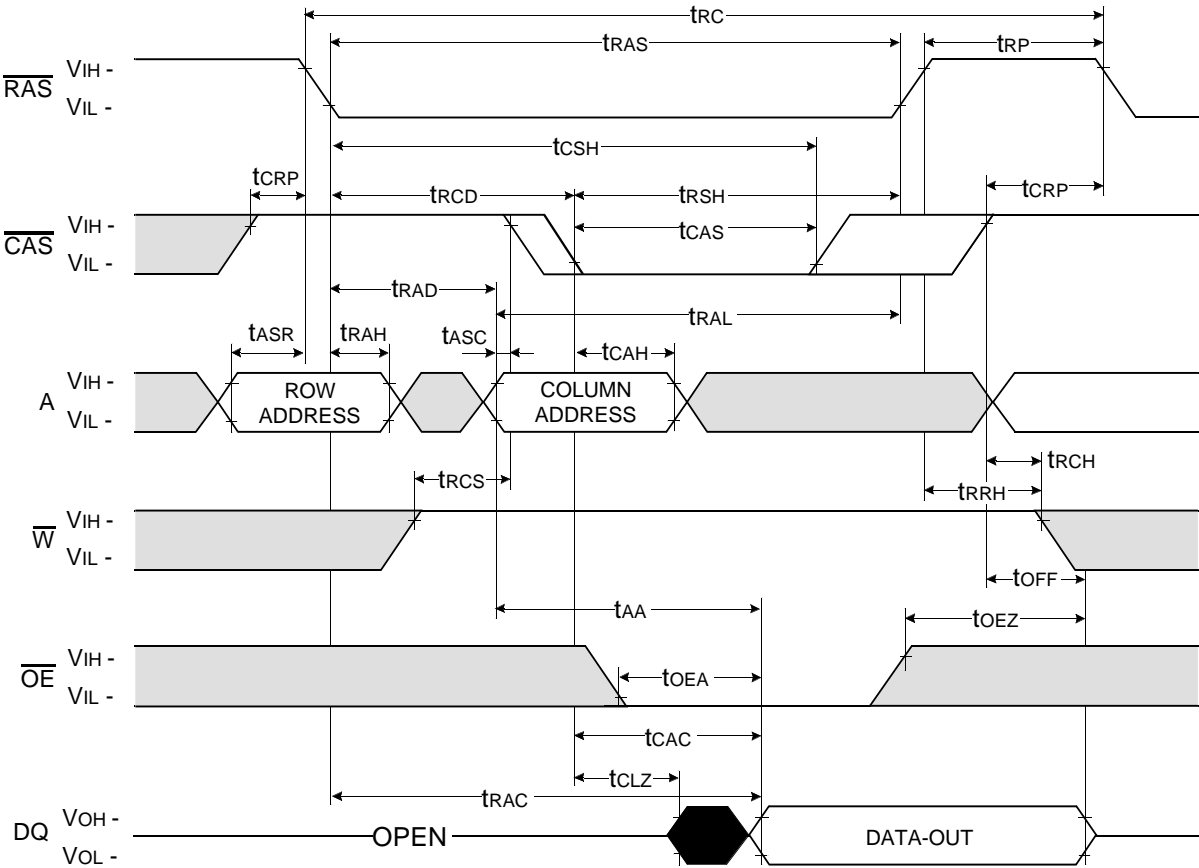 tRC
tRAS
tRP
RAS
VIH -
VIL -
tCSH
tCRP
tRCD
tRSH
tCRP
CAS
VIH -
VIL -
tCAS
tRAD
tRAL
tASR
tRAH
tASC
tCAH
A
VIH -
VIL -
ROW
ADDRESS
COLUMN
ADDRESS
tRCS
tRCH
tRRH
W
VIH -
VIL -
tOFF
tAA
tOEZ
OE
VIH -
VIL -
tOEA
tCAC
tCLZ
tRAC
DQ
VOH -
VOL -
OPEN
DATA-OUT